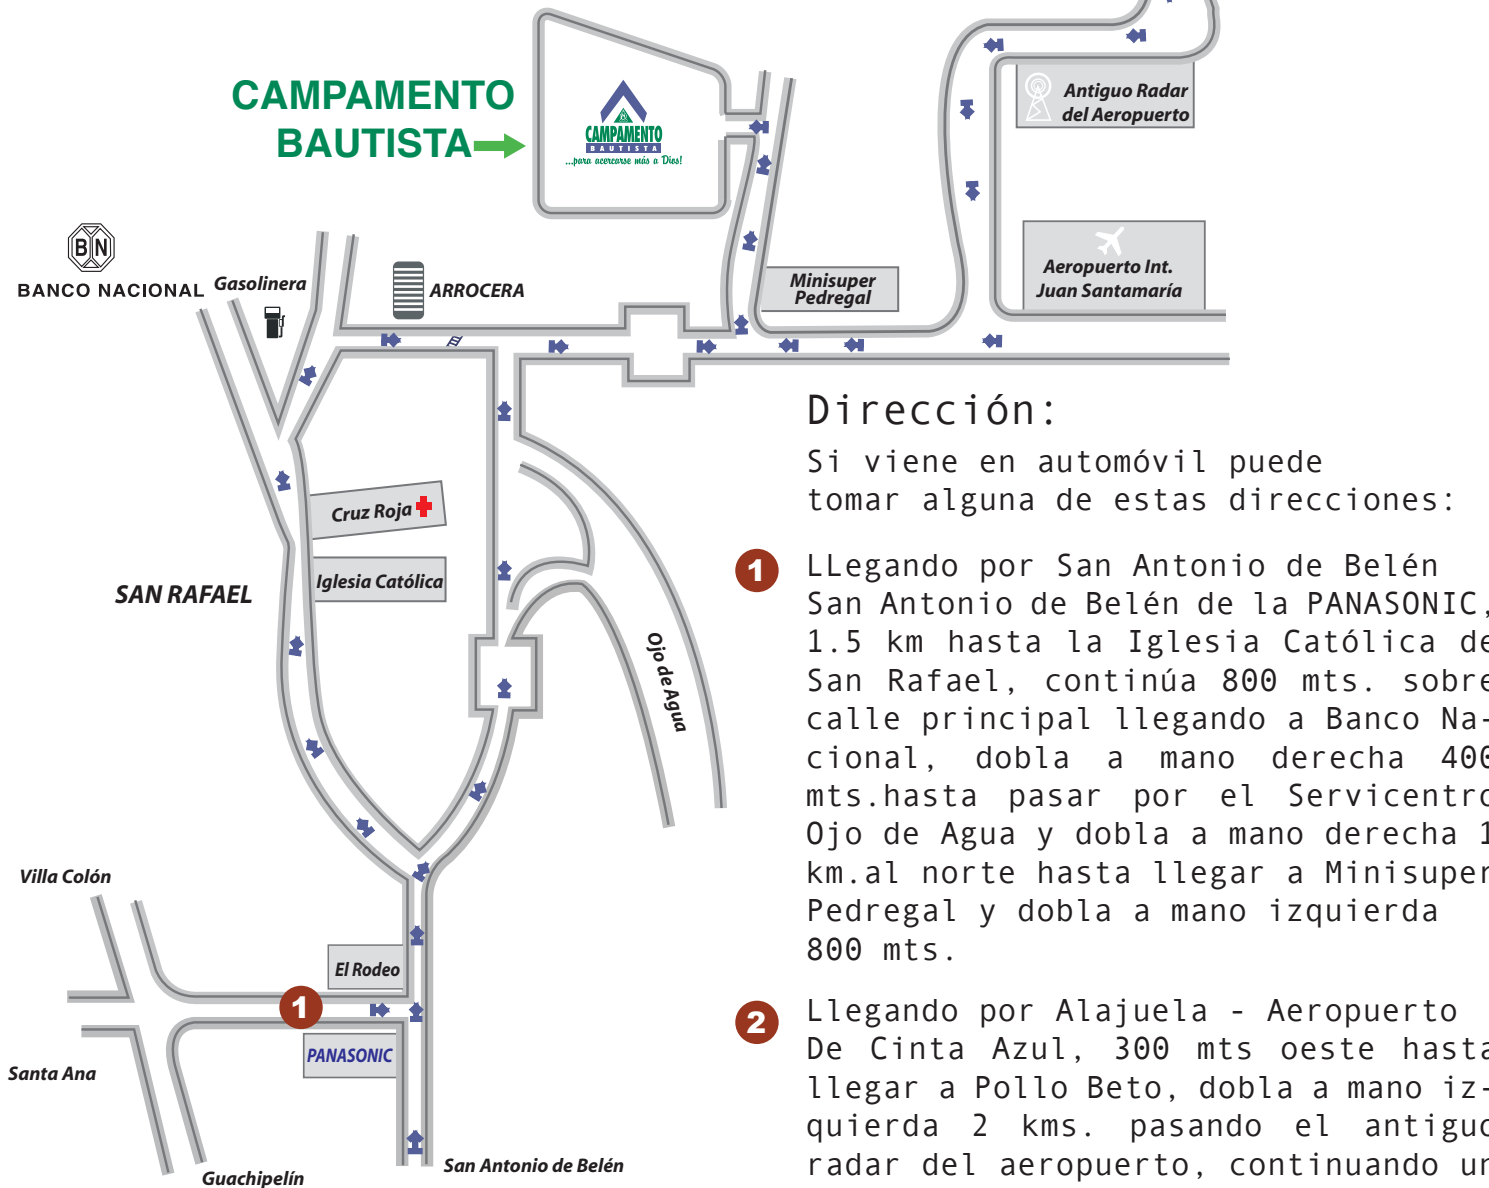 CAMPAMENTO
BAUTISTA
CAMPAMENTO
BAUTISTA
...para acercarse más a Dios!
Antiguo Radar
del Aeropuerto
BN
BANCO NACIONAL
Gasolinera
ARROCERA
Minisuper
Pedregal
Aeropuerto Int.
Juan Santamaría
Cruz Roja
Iglesia Católica
SAN RAFAEL
Ojo de Agua
Villa Colón
El Rodeo
1
PANASONIC
Santa Ana
Guachipelín
San Antonio de Belén
Dirección:
Si viene en automóvil puede
tomar alguna de estas direcciones:
1 LLegando por San Antonio de Belén
San Antonio de Belén de la PANASONIC,
1.5 km hasta la Iglesia Católica de
San Rafael, continúa 800 mts. sobre
calle principal llegando a Banco Na-
cional, dobla a mano derecha 400
mts.hasta pasar por el Servicentro
Ojo de Agua y dobla a mano derecha 1
km.al norte hasta llegar a Minisuper
Pedregal y dobla a mano izquierda
800 mts.
2 Llegando por Alajuela - Aeropuerto
De Cinta Azul, 300 mts oeste hasta
llegar a Pollo Beto, dobla a mano iz-
quierda 2 kms. pasando el antiguo
radar del aeropuerto, continuando un